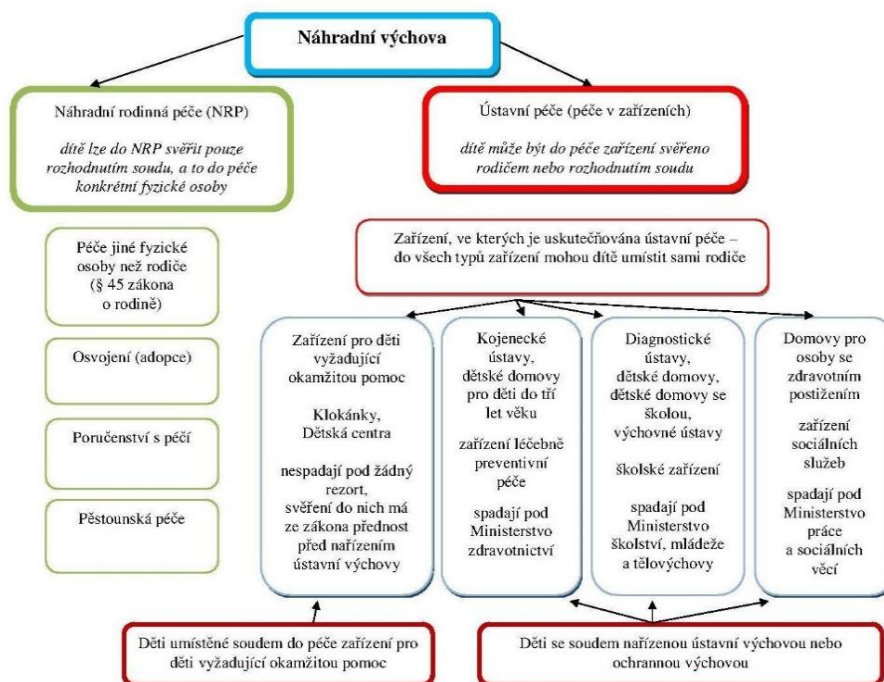 Náhradní výchova
Náhradní rodinná péče (NRP)
dítě lze do NRP svěřit pouze
rozhodnutím soudu, a to do péče
konkrétní fyzické osoby
Ústavní péče (péče v zařízeních)
dítě může být do péče zařízení svěřeno
rodičem nebo rozhodnutím soudu
Péče jiné fyzické
osoby než rodiče
(§ 45 zákona
o rodině)
Osvojení (adopce)
Poručenství s péčí
Pěstounská péče
Zařízení, ve kterých je uskutečňována ústavní péče –
do všech typů zařízení mohou dítě umístit sami rodiče
Zařízení pro děti
vyžadující
okamžitou pomoc
Klokánky,
Dětská centra
nespadají pod žádný
rezort,
svěření do nich má
ze zákona přednost
před nařízením
ústavní výchovy
Kojenecké
ústavy,
dětské domovy
pro děti do tří
let věku
zařízení léčebně
preventivní
péče
spadají pod
Ministerstvo
zdravotnictví
Diagnostické
ústavy,
dětské domovy,
dětské domovy se
školou,
výchovné ústavy
školské zařízení
spadají pod
Ministerstvo
školství, mládeže
a tělovýchovy
Domovy pro
osoby se
zdravotním
postižením
zařízení
sociálních
služeb
spadají pod
Ministerstvo
práce
a sociálních
věcí
Děti umístěné soudem do péče zařízení pro
děti vyžadující okamžitou pomoc
Děti se soudem nařízenou ústavní výchovou nebo
ochrannou výchovou